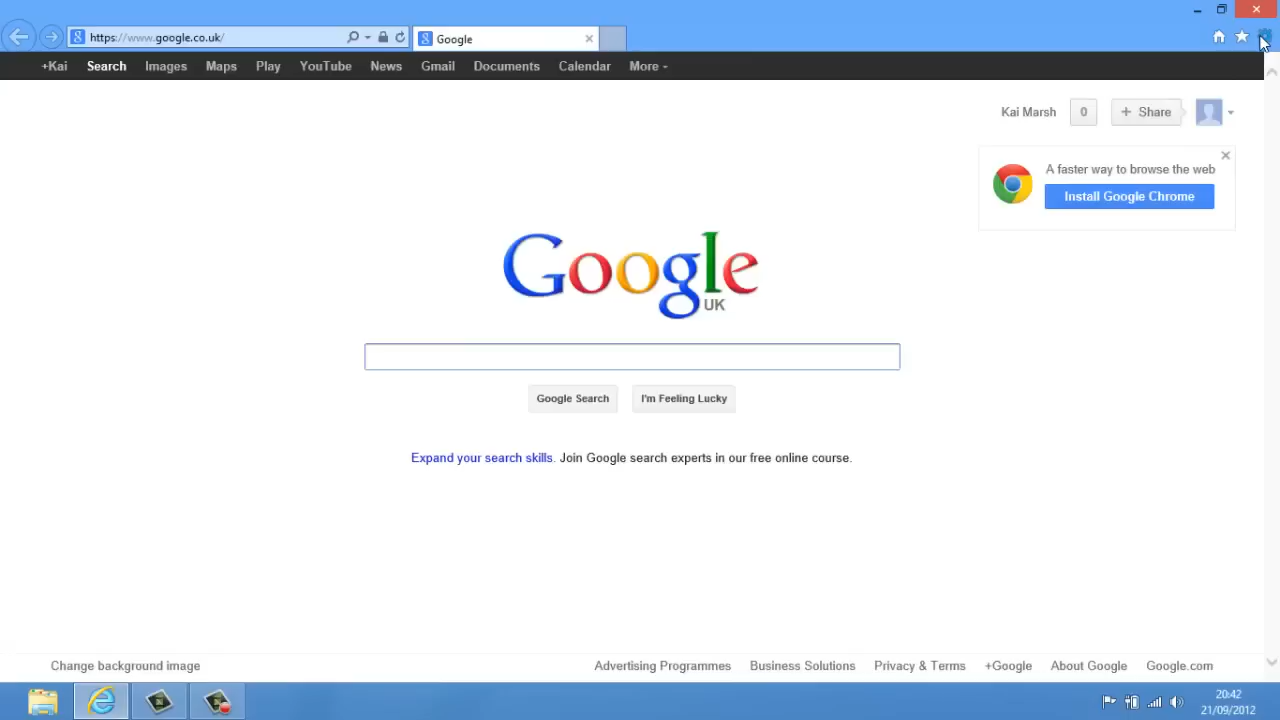 https://www.google.co.uk/
Google
+Kai Search Images Maps Play YouTube News Gmail Documents Calendar More
Kai Marsh 0 + Share
A faster way to browse the web
Install Google Chrome
Google
UK
Google Search I'm Feeling Lucky
Expand your search skills. Join Google search experts in our free online course.
Change background image Advertising Programmes Business Solutions Privacy & Terms +Google About Google Google.com
20:42
21/09/2012